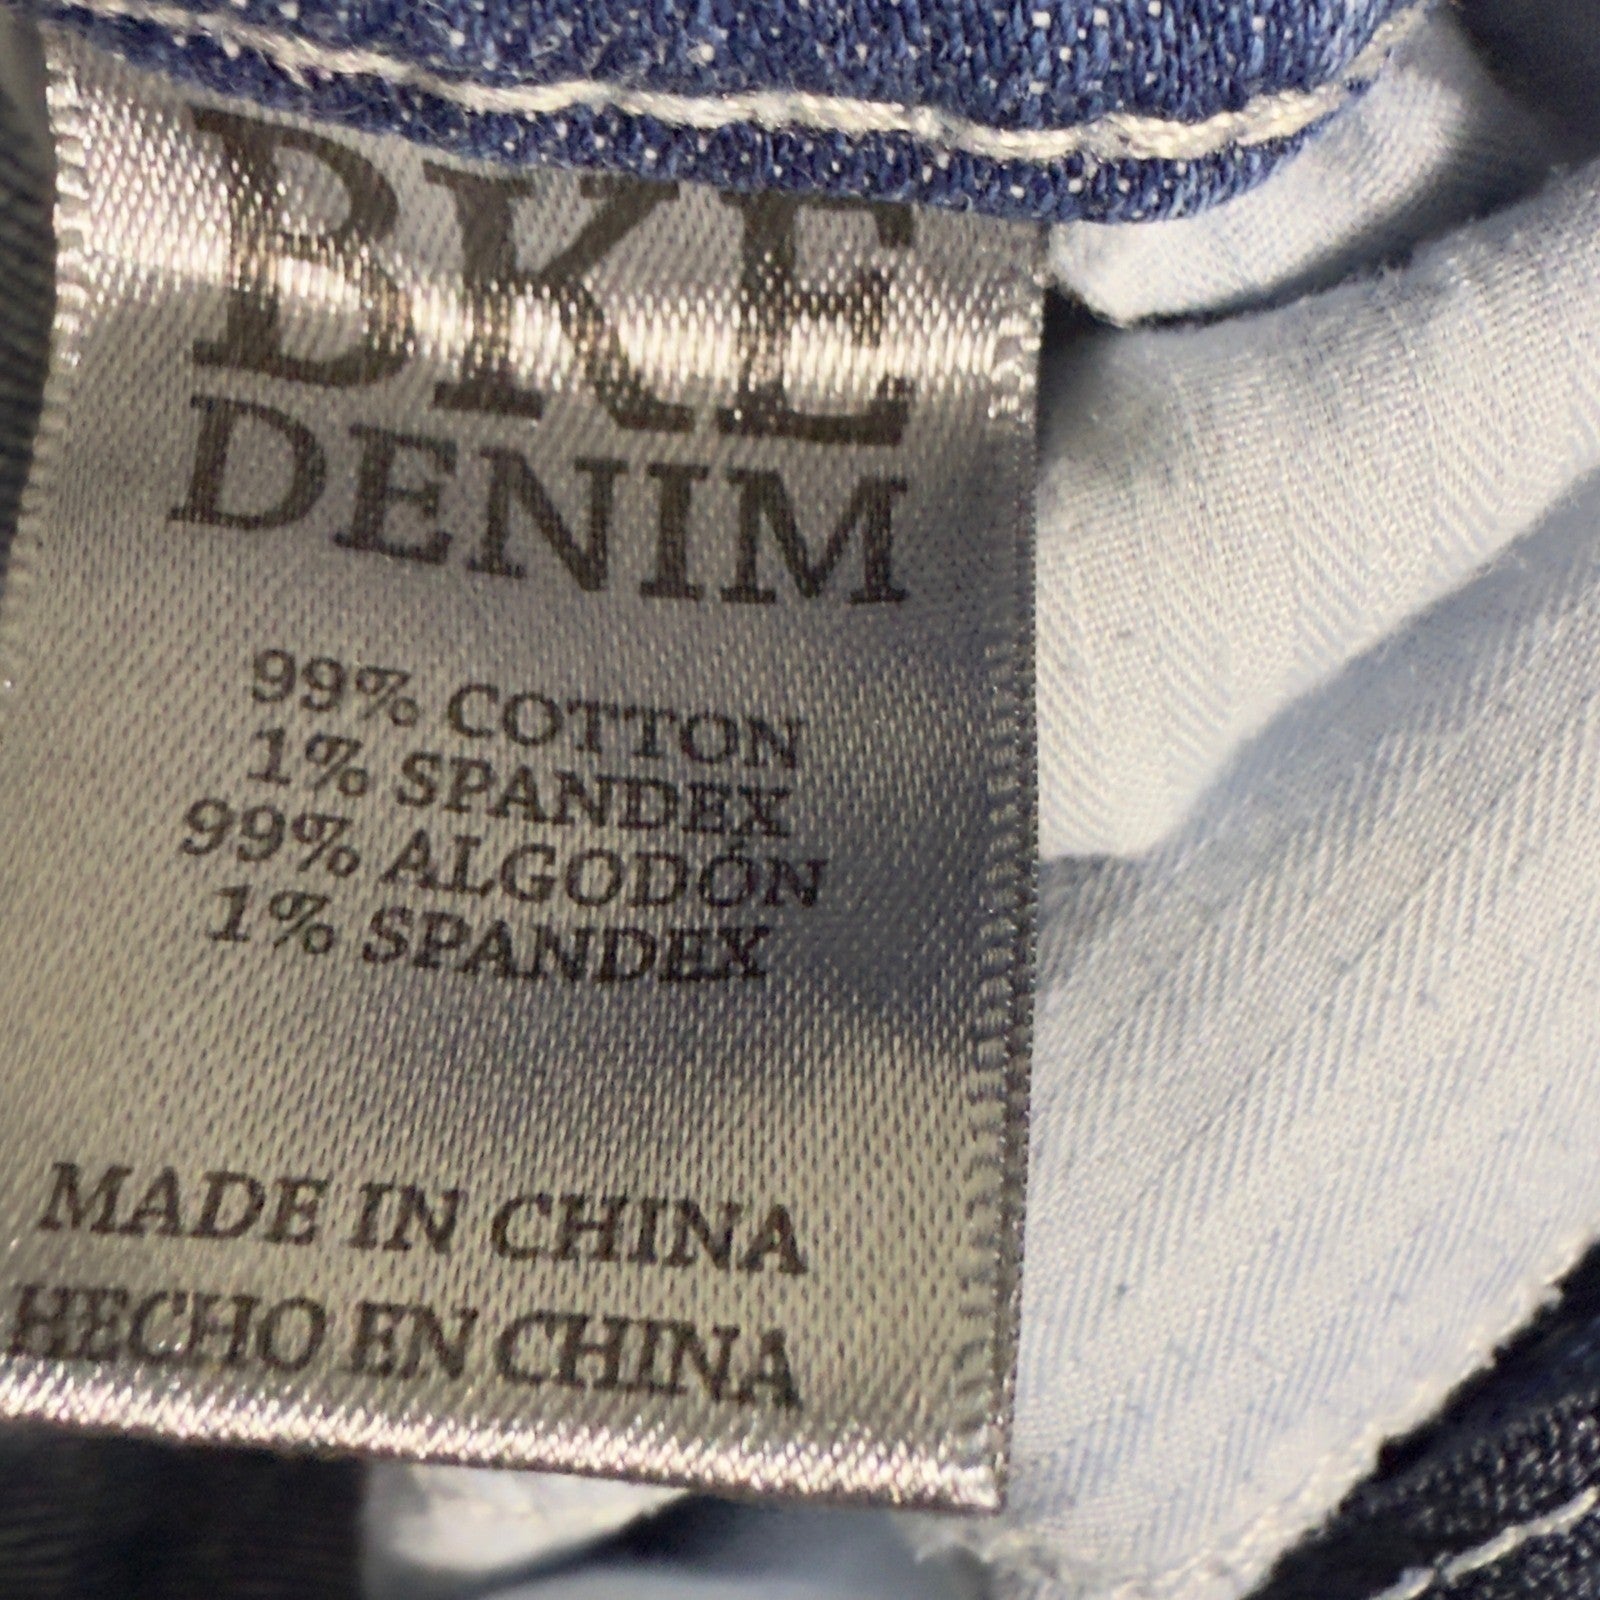 BKE
DENIM
99% COTTON
1% SPANDEX
99% ALGODÓN
1% SPANDEX
MADE IN CHINA
HECHO EN CHINA